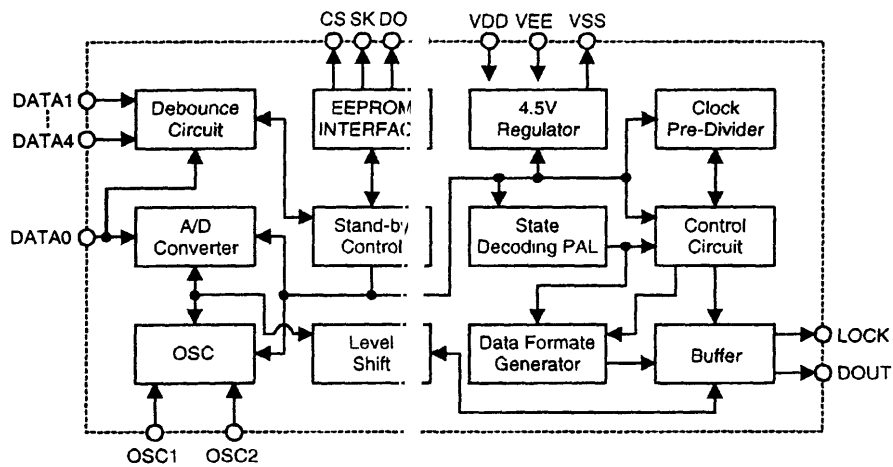 CS SK DO VDD VEE VSS
DATA1
DATA4
DATA0
Debounce
Circuit
EEPROM
INTERFAC
4.5V
Regulator
Clock
Pre-Divider
A/D
Converter
Stand-by
Control
State
Decoding PAL
Control
Circuit
OSC
Level
Shift
Data Formate
Generator
Buffer
LOCK
DOUT
OSC1 OSC2